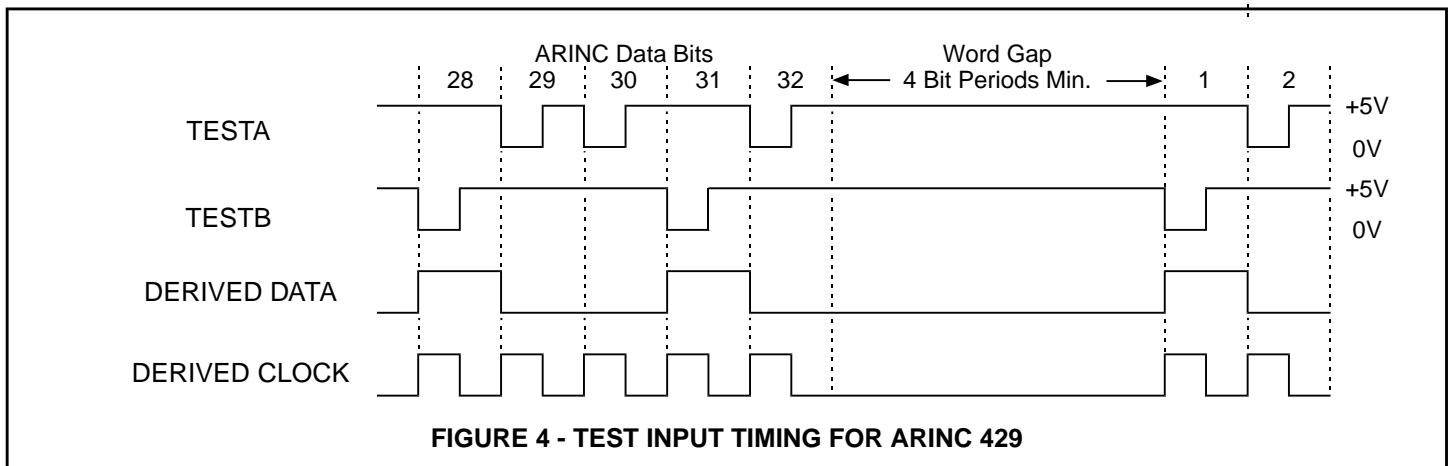 ARINC Data Bits Word Gap
28 29 30 31 32 4 Bit Periods Min. 1 2
TESTA +5V
0V
TESTB +5V
0V
DERIVED DATA
DERIVED CLOCK
FIGURE 4 - TEST INPUT TIMING FOR ARINC 429